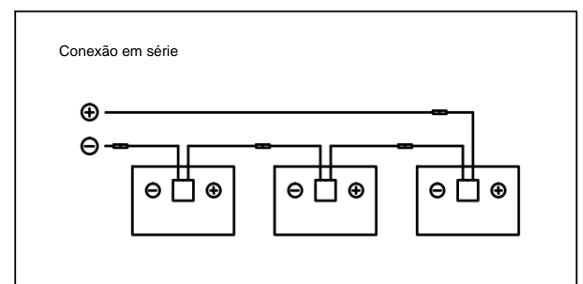 Conexão em série
+
−
− + − + − +